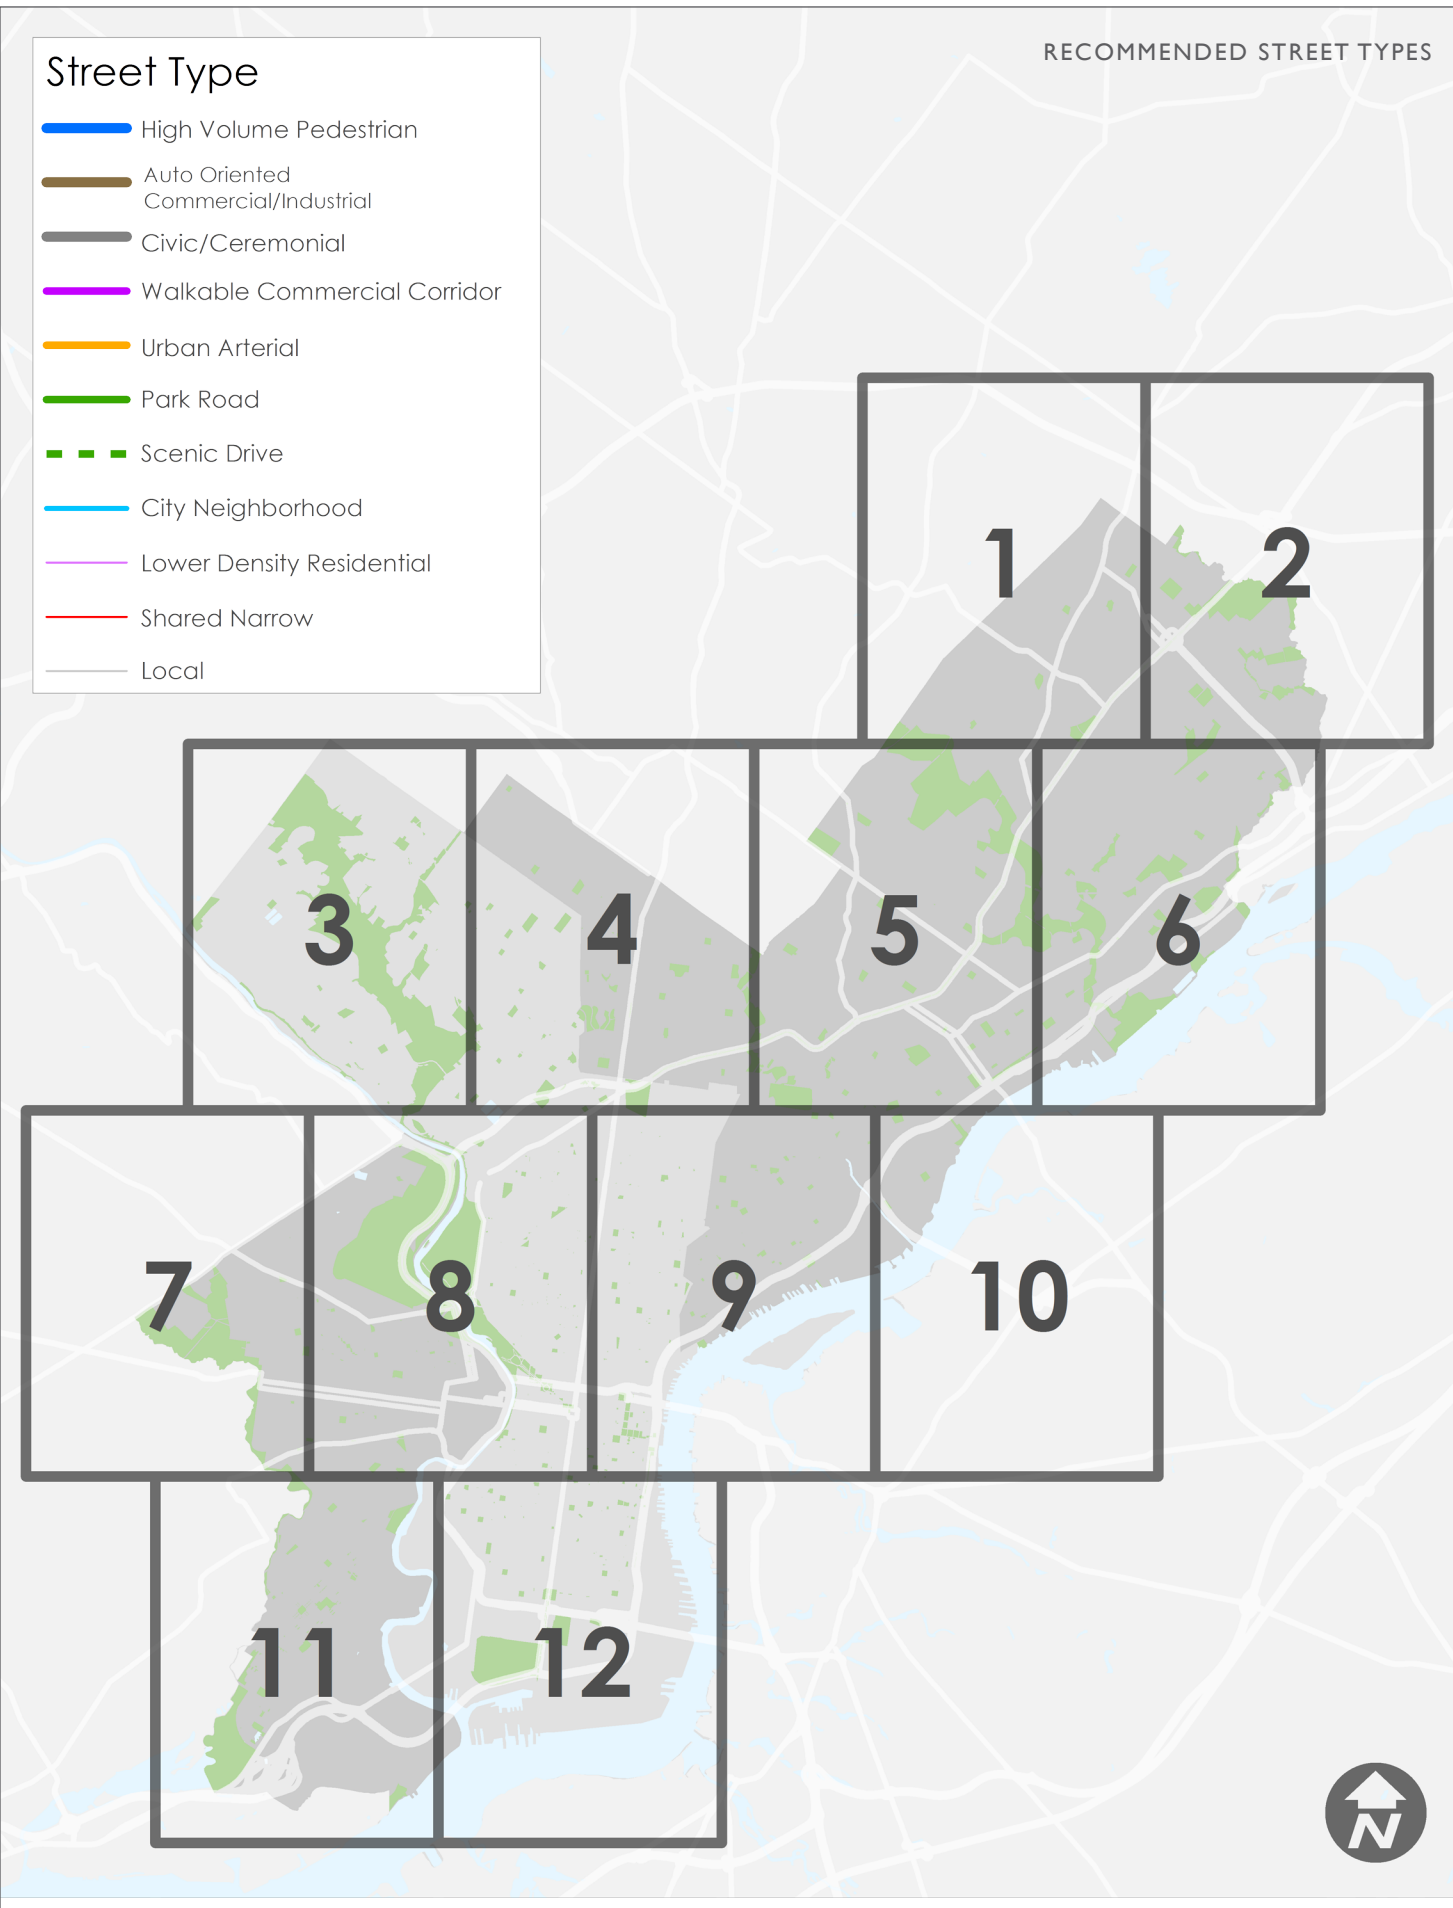 RECOMMENDED STREET TYPES
Street Type
High Volume Pedestrian
Auto Oriented
Commercial/Industrial
Civic/Ceremonial
Walkable Commercial Corridor
Urban Arterial
Park Road
Scenic Drive
City Neighborhood
Lower Density Residential
Shared Narrow
Local
1
2
3
4
5
6
7
8
9
10
11
12
N